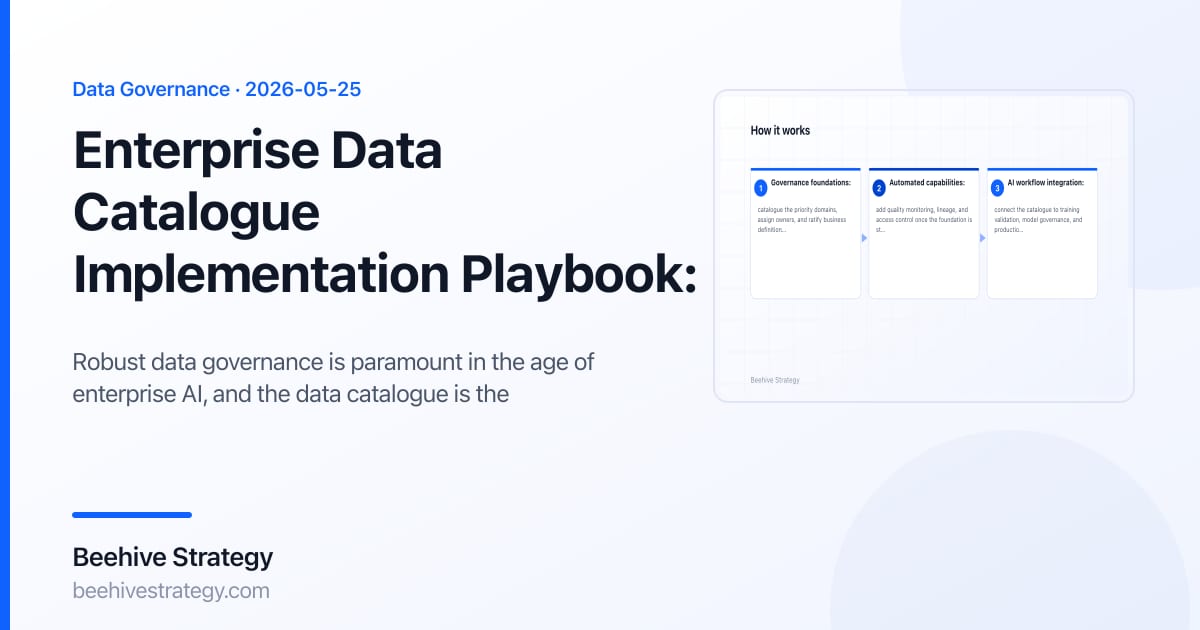 Data Governance · 2026-05-25
Enterprise Data
Catalogue
Implementation Playbook:
Robust data governance is paramount in the age of
enterprise AI, and the data catalogue is the
Beehive Strategy
beehivestrategy.com
How it works
1 Governance foundations:
catalogue the priority domains,
assign owners, and ratify business
definition...
2 Automated capabilities:
add quality monitoring, lineage, and
access control once the foundation is
st...
3 AI workflow integration:
connect the catalogue to training
validation, model governance, and
productio...
Beehive Strategy